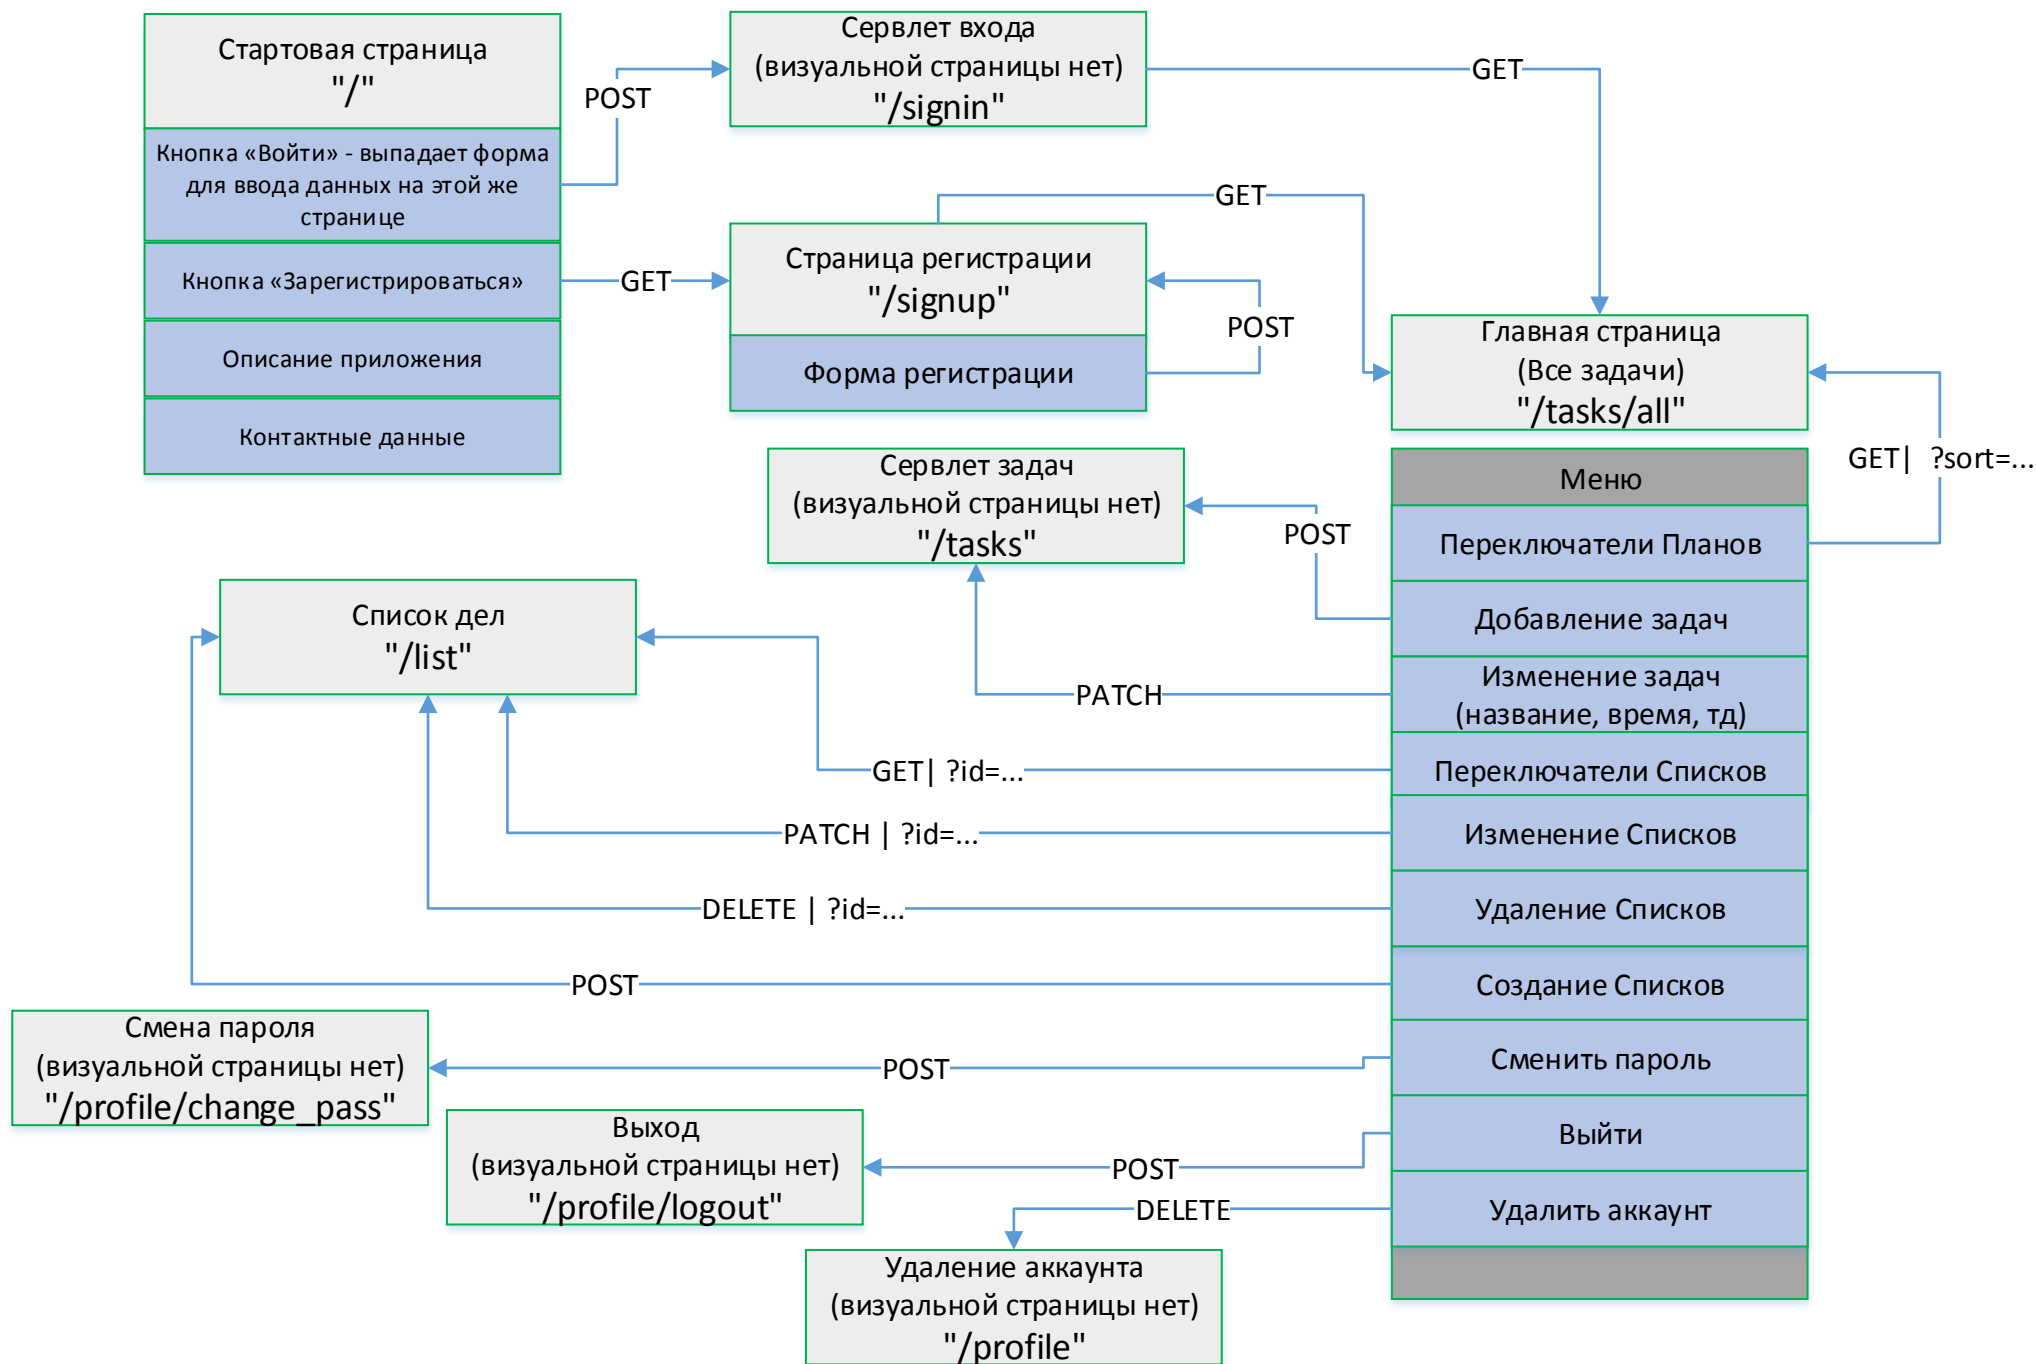 Стартовая страница
"/"
Кнопка «Войти» - выпадает форма
для ввода данных на этой же
странице
Кнопка «Зарегистрироваться»
Описание приложения
Контактные данные
POST
Сервлет входа
(визуальной страницы нет)
"/signin"
GET
GET
Страница регистрации
"/signup"
Форма регистрации
POST
GET
Главная страница
(Все задачи)
"/tasks/all"
GET| ?sort=...
Меню
Переключатели Планов
Добавление задач
Изменение задач
(название, время, тд)
Переключатели Списков
Изменение Списков
Удаление Списков
Создание Списков
Сменить пароль
Выйти
Удалить аккаунт
Сервлет задач
(визуальной страницы нет)
"/tasks"
POST
PATCH
Список дел
"/list"
GET| ?id=...
PATCH | ?id=...
DELETE | ?id=...
POST
Смена пароля
(визуальной страницы нет)
"/profile/change_pass"
POST
Выход
(визуальной страницы нет)
"/profile/logout"
POST
DELETE
Удаление аккаунта
(визуальной страницы нет)
"/profile"